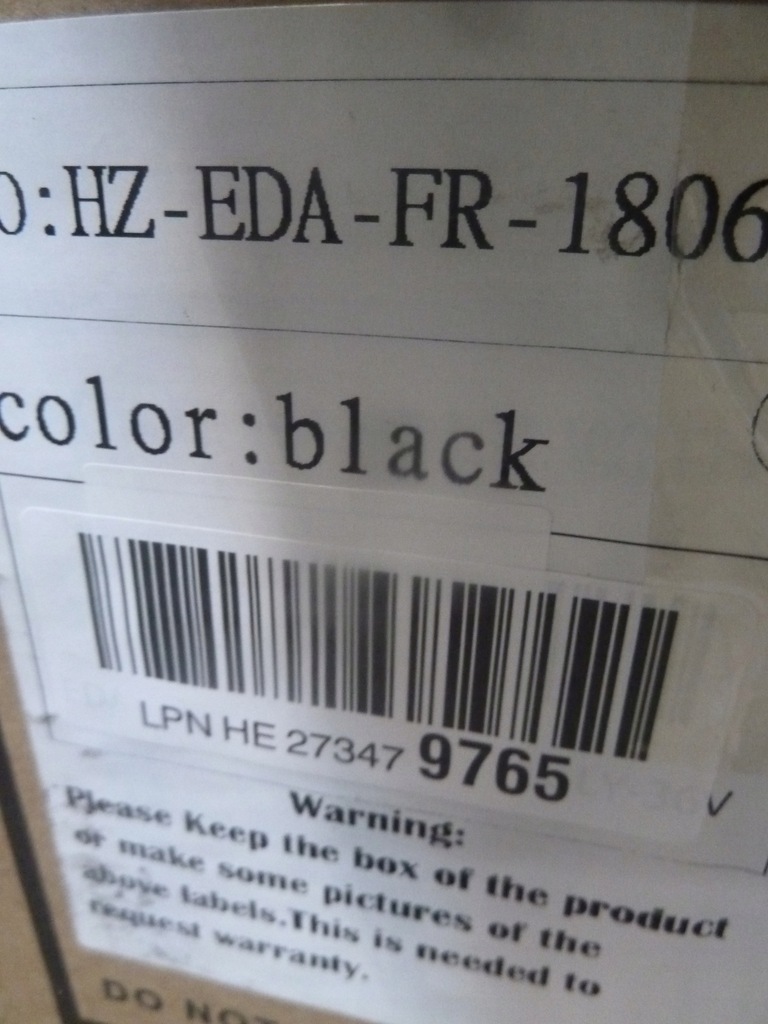 O:HZ-EDA-FR-1806
color:black
LPN HE 27347 9765
V
Warning:
Please Keep the box of the product
or make some pictures of the
above labels.This is needed to
request warranty.
DO NOT